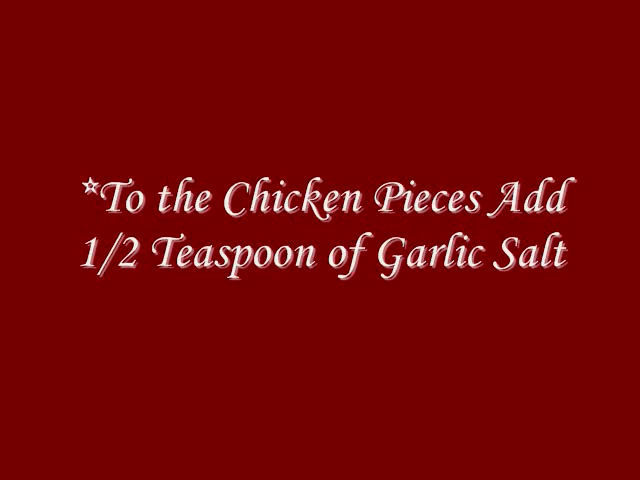 *To the Chicken Pieces Add
1/2 Teaspoon of Garlic Salt